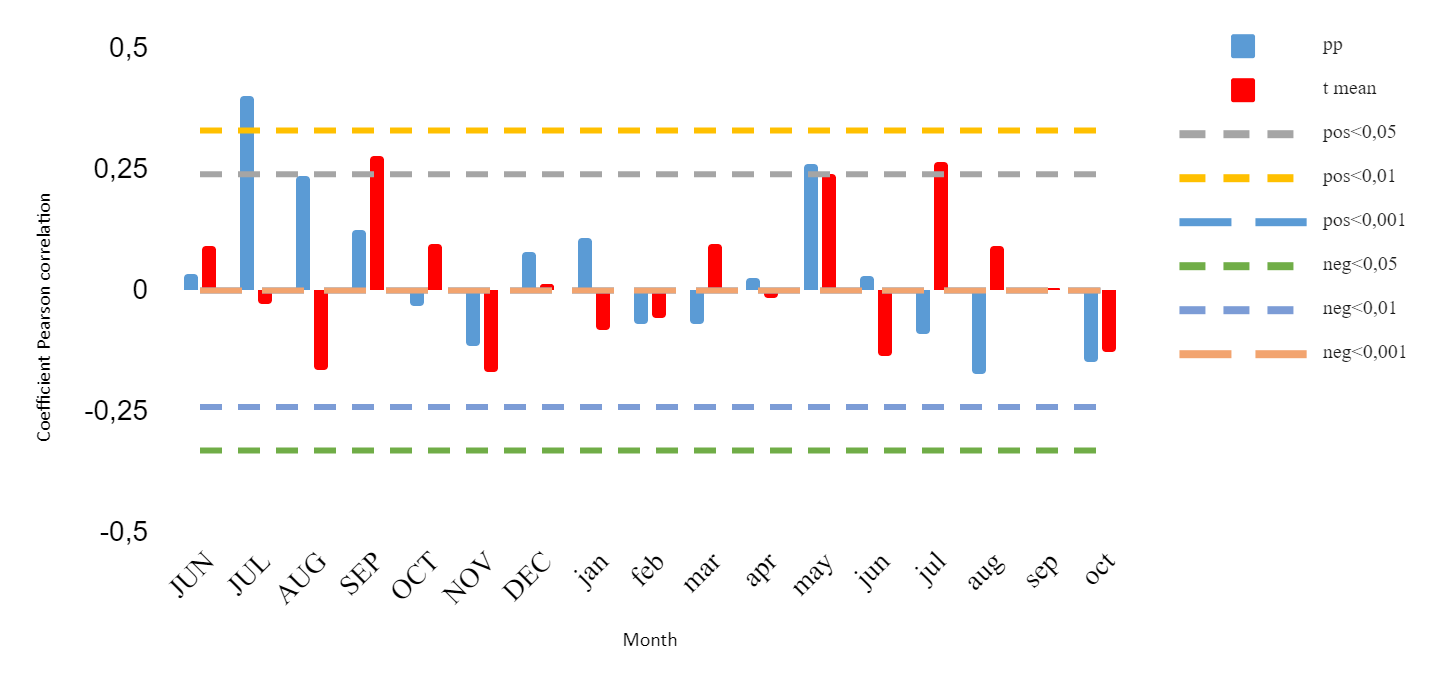 0,5
0,25
0
-0,25
-0,5
Coefficient Pearson correlation
JUN
JUL
AUG
SEP
OCT
NOV
DEC
jan
feb
mar
apr
may
jun
jul
aug
sep
oct
Month
pp
t mean
pos<0,05
pos<0,01
pos<0,001
neg<0,05
neg<0,01
neg<0,001